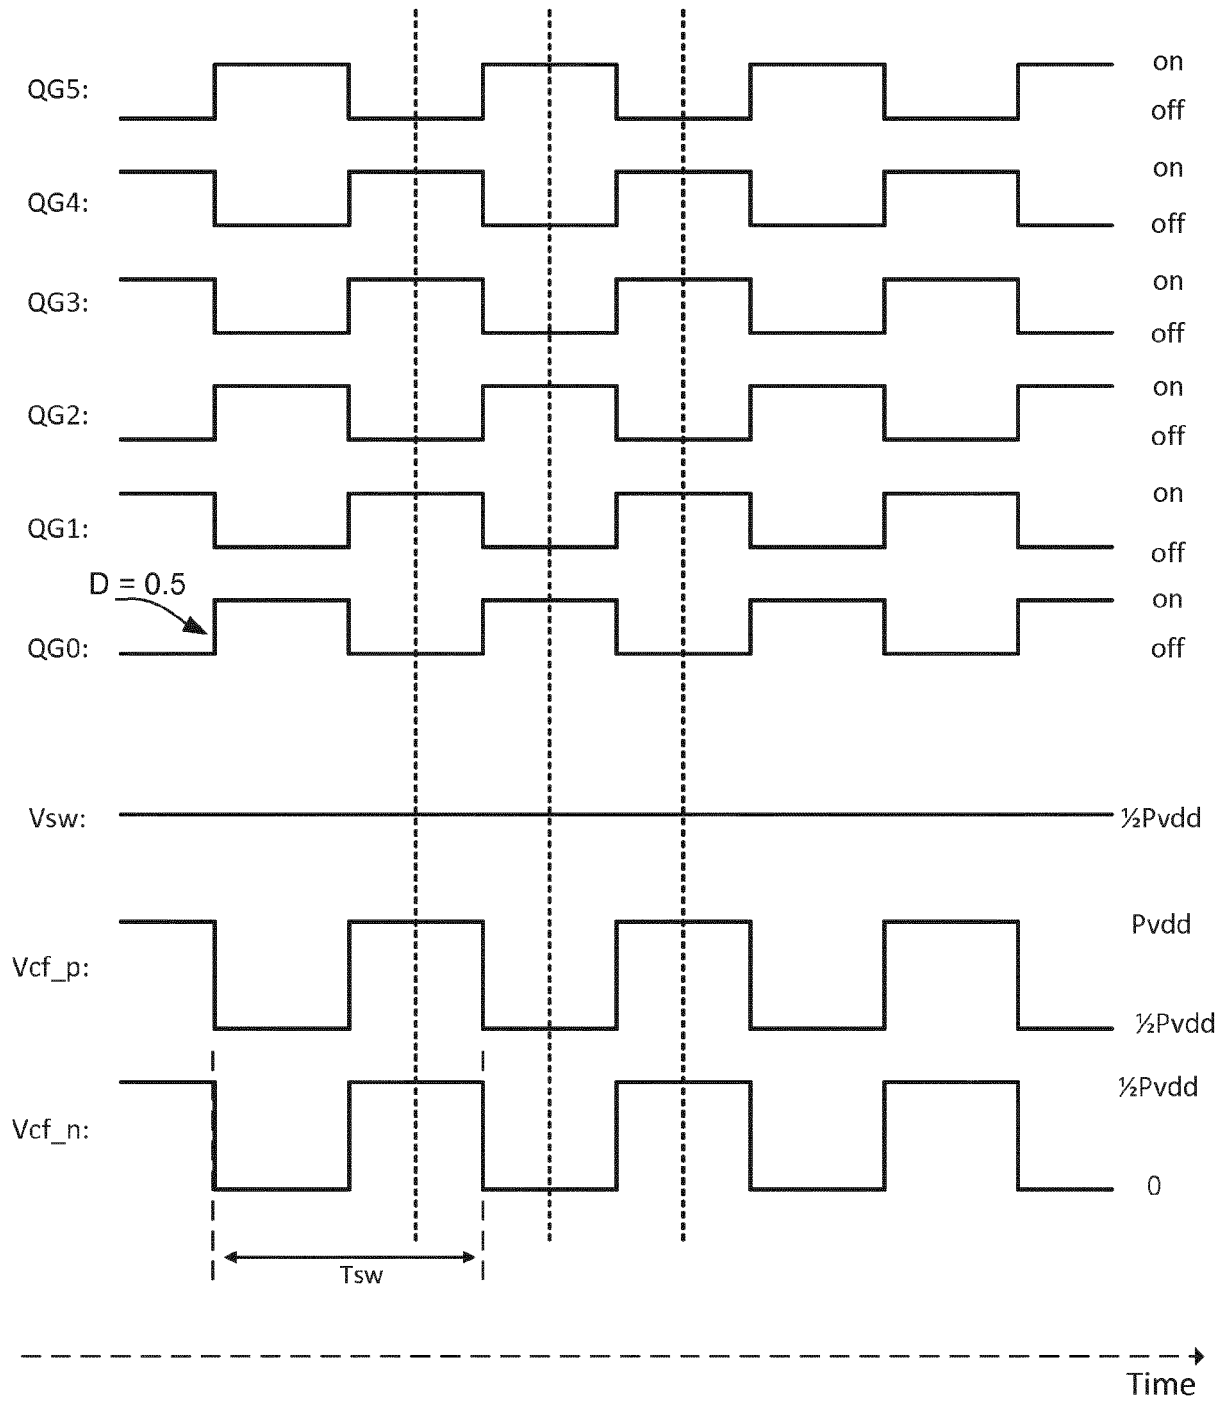 QG5:
on
off
QG4:
on
off
QG3:
on
off
QG2:
on
off
QG1:
on
off
D = 0.5
QG0:
on
off
Vsw:
½Pvdd
Vcf_p:
Pvdd
½Pvdd
Vcf_n:
½Pvdd
0
Tsw
Time